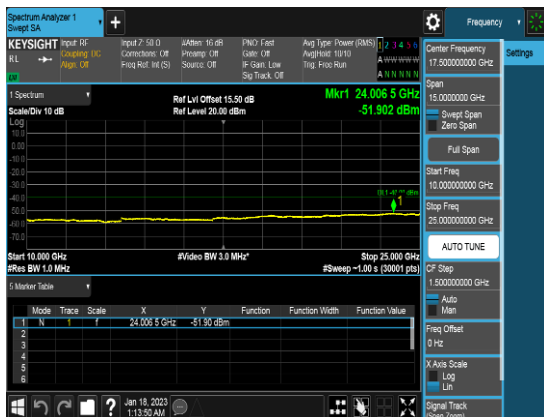 Spectrum Analyzer 1
Swept SA
Frequency
KEYSIGHT
Input: RF
Coupling: DC
Align: Off
Input Z: 50 Ω
Corrections: Off
Freq Ref: Int (S)
#Atten: 16 dB
Preamp: Off
Source: Off
PNO: Fast
Gate: Off
IF Gain: Low
Sig Track: Off
Avg Type: Power (RMS)
Avg|Hold: 10/10
Trig: Free Run
1 2 3 4 5 6
A W W W W W
A N N N N N
RL
1 Spectrum
Scale/Div 10 dB
Ref Lvl Offset 15.50 dB
Ref Level 20.00 dBm
Mkr1 24.006 5 GHz
-51.902 dBm
Log
10.0
0.00
-10.0
-20.0
-30.0
-40.0
-50.0
-60.0
-70.0
1
Start 10.000 GHz
#Res BW 1.0 MHz
#Video BW 3.0 MHz*
Stop 25.000 GHz
#Sweep ~1.00 s (30001 pts)
5 Marker Table
Mode Trace Scale X Y Function Function Width Function Value
1 N 1 f 24.006 5 GHz -51.90 dBm
2
3
4
5
6
Jan 18, 2023
1:13:50 AM
Center Frequency
17.500000000 GHz
Settings
Span
15.0000000 GHz
Swept Span
Zero Span
Full Span
Start Freq
10.000000000 GHz
Stop Freq
25.000000000 GHz
AUTO TUNE
CF Step
1.500000000 GHz
Auto
Man
Freq Offset
0 Hz
X Axis Scale
Log
Lin
Signal Track
(Span Zoom)